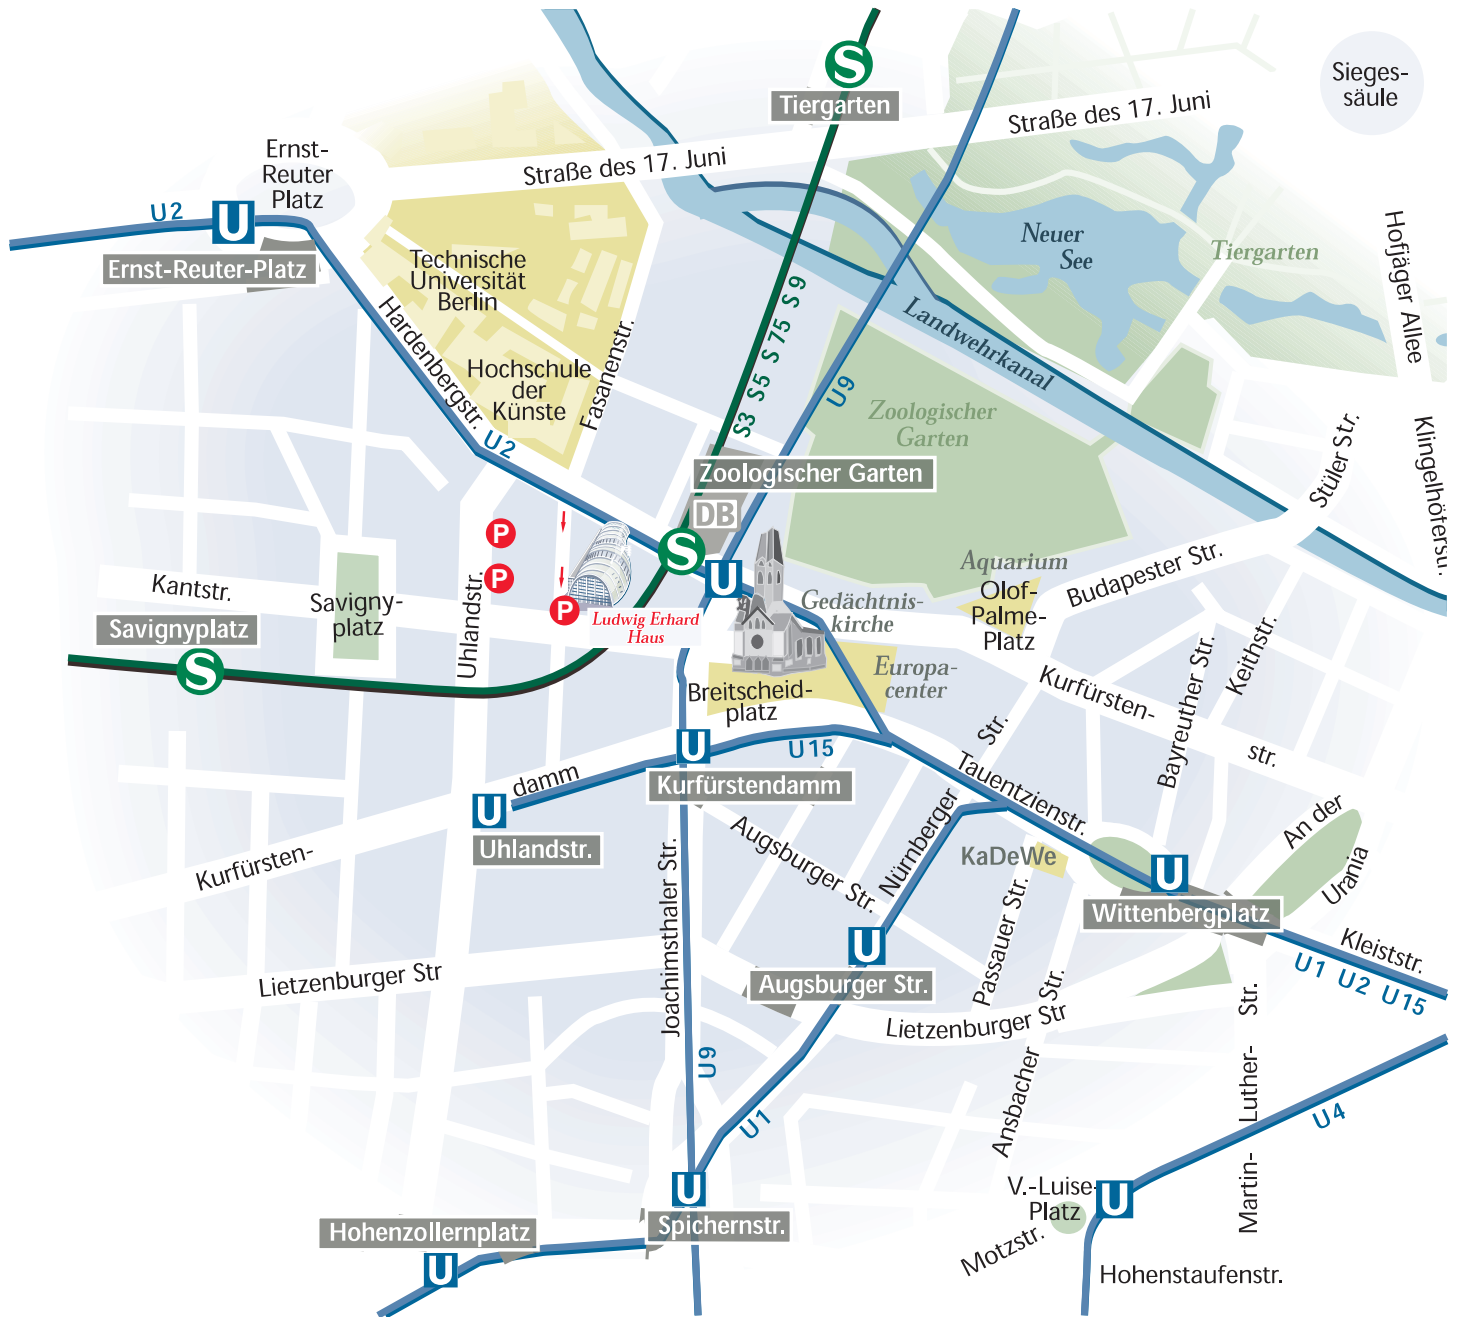 S
Tiergarten
Sieges-
säule
Straße des 17. Juni
Straße des 17. Juni
Ernst-
Reuter
Platz
U2
U
Ernst-Reuter-Platz
Technische
Universität
Berlin
Hardenbergstr.
Hochschule
der
Künste
Fasanenstr.
U2
S3 S5 S75 S9
U9
Neuer
See
Tiergarten
Hofjäger Allee
Landwehrkanal
Zoologischer
Garten
Klingelhöferstr.
Stüler Str.
Zoologischer Garten
DB
S
U
P
P
P
Ludwig Erhard
Haus
Kantstr.
Savigny-
platz
Savignyplatz
S
Uhlandstr.
Aquarium
Olof-
Palme-
Platz
Budapester Str.
Gedächtnis-
kirche
Europa-
center
Breitscheid-
platz
Kurfürsten-
str.
Bayreuther Str.
Keithstr.
U
Kurfürstendamm
U15
damm
Kurfürsten-
U
Uhlandstr.
Tauentzienstr.
Nürnberger
Str.
Augsburger Str.
KaDeWe
An der
Urania
U
Wittenbergplatz
Kleiststr.
U1 U2 U15
Joachimsthaler Str.
U
Augsburger Str.
Passauer Str.
Lietzenburger Str
Lietzenburger Str
Ansbacher
Str.
Martin-
Luther-
Str.
U9
U1
U4
U
Spichernstr.
Hohenzollernplatz
U
V.-Luise-
Platz
U
Motzstr.
Hohenstaufenstr.